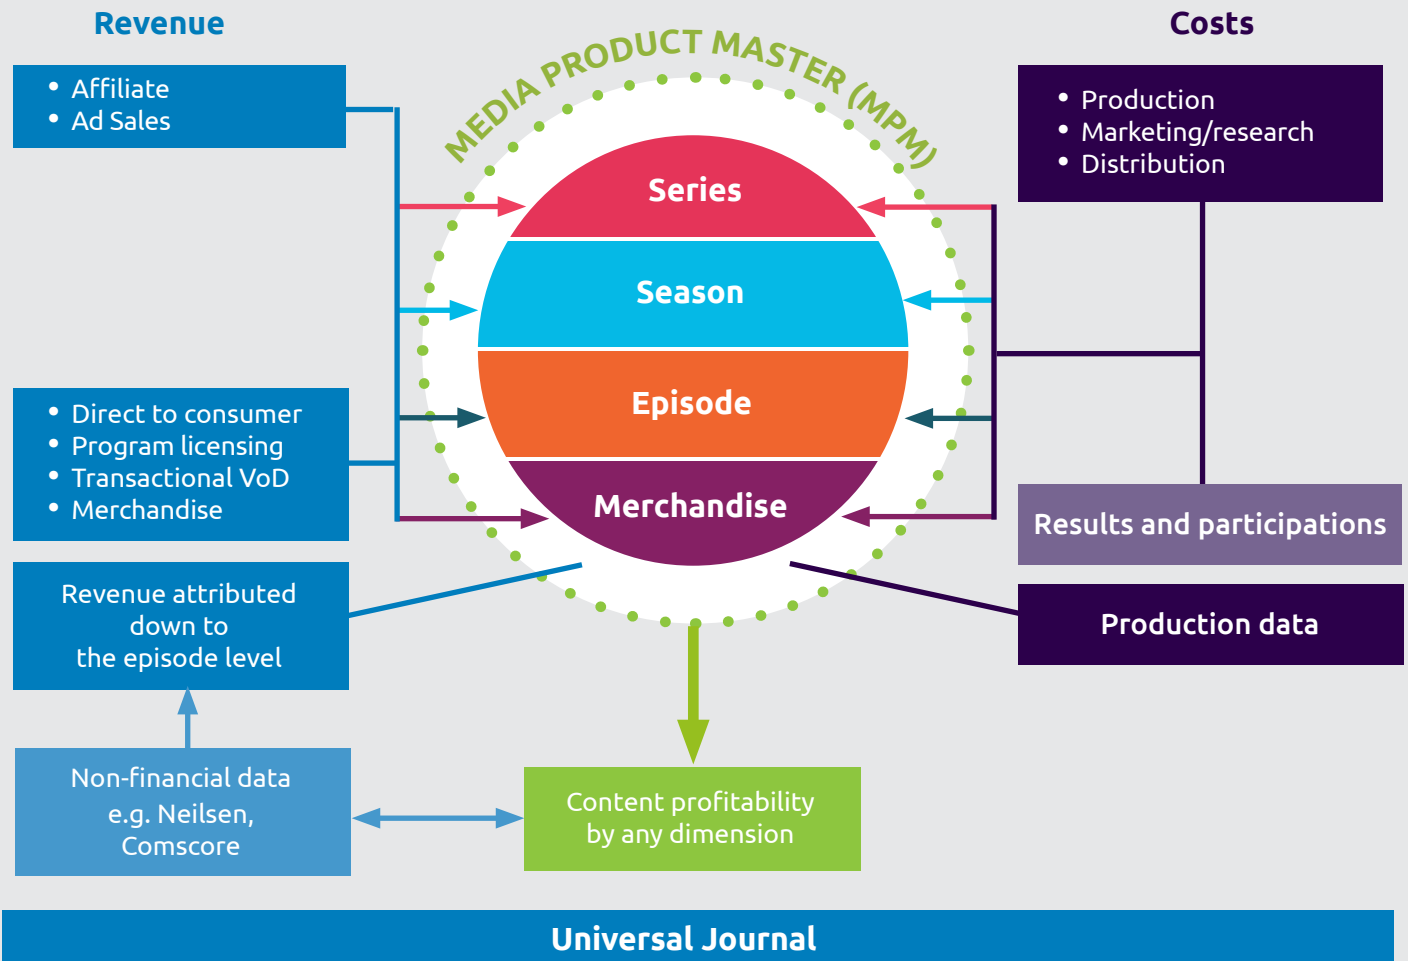 Revenue
Costs
MEDIA PRODUCT MASTER (MPM)
• Affiliate
• Ad Sales
• Production
• Marketing/research
• Distribution
Series
Season
Episode
Merchandise
• Direct to consumer
• Program licensing
• Transactional VoD
• Merchandise
Results and participations
Revenue attributed
down to
the episode level
Production data
Non-financial data
e.g. Neilsen,
Comscore
Content profitability
by any dimension
Universal Journal